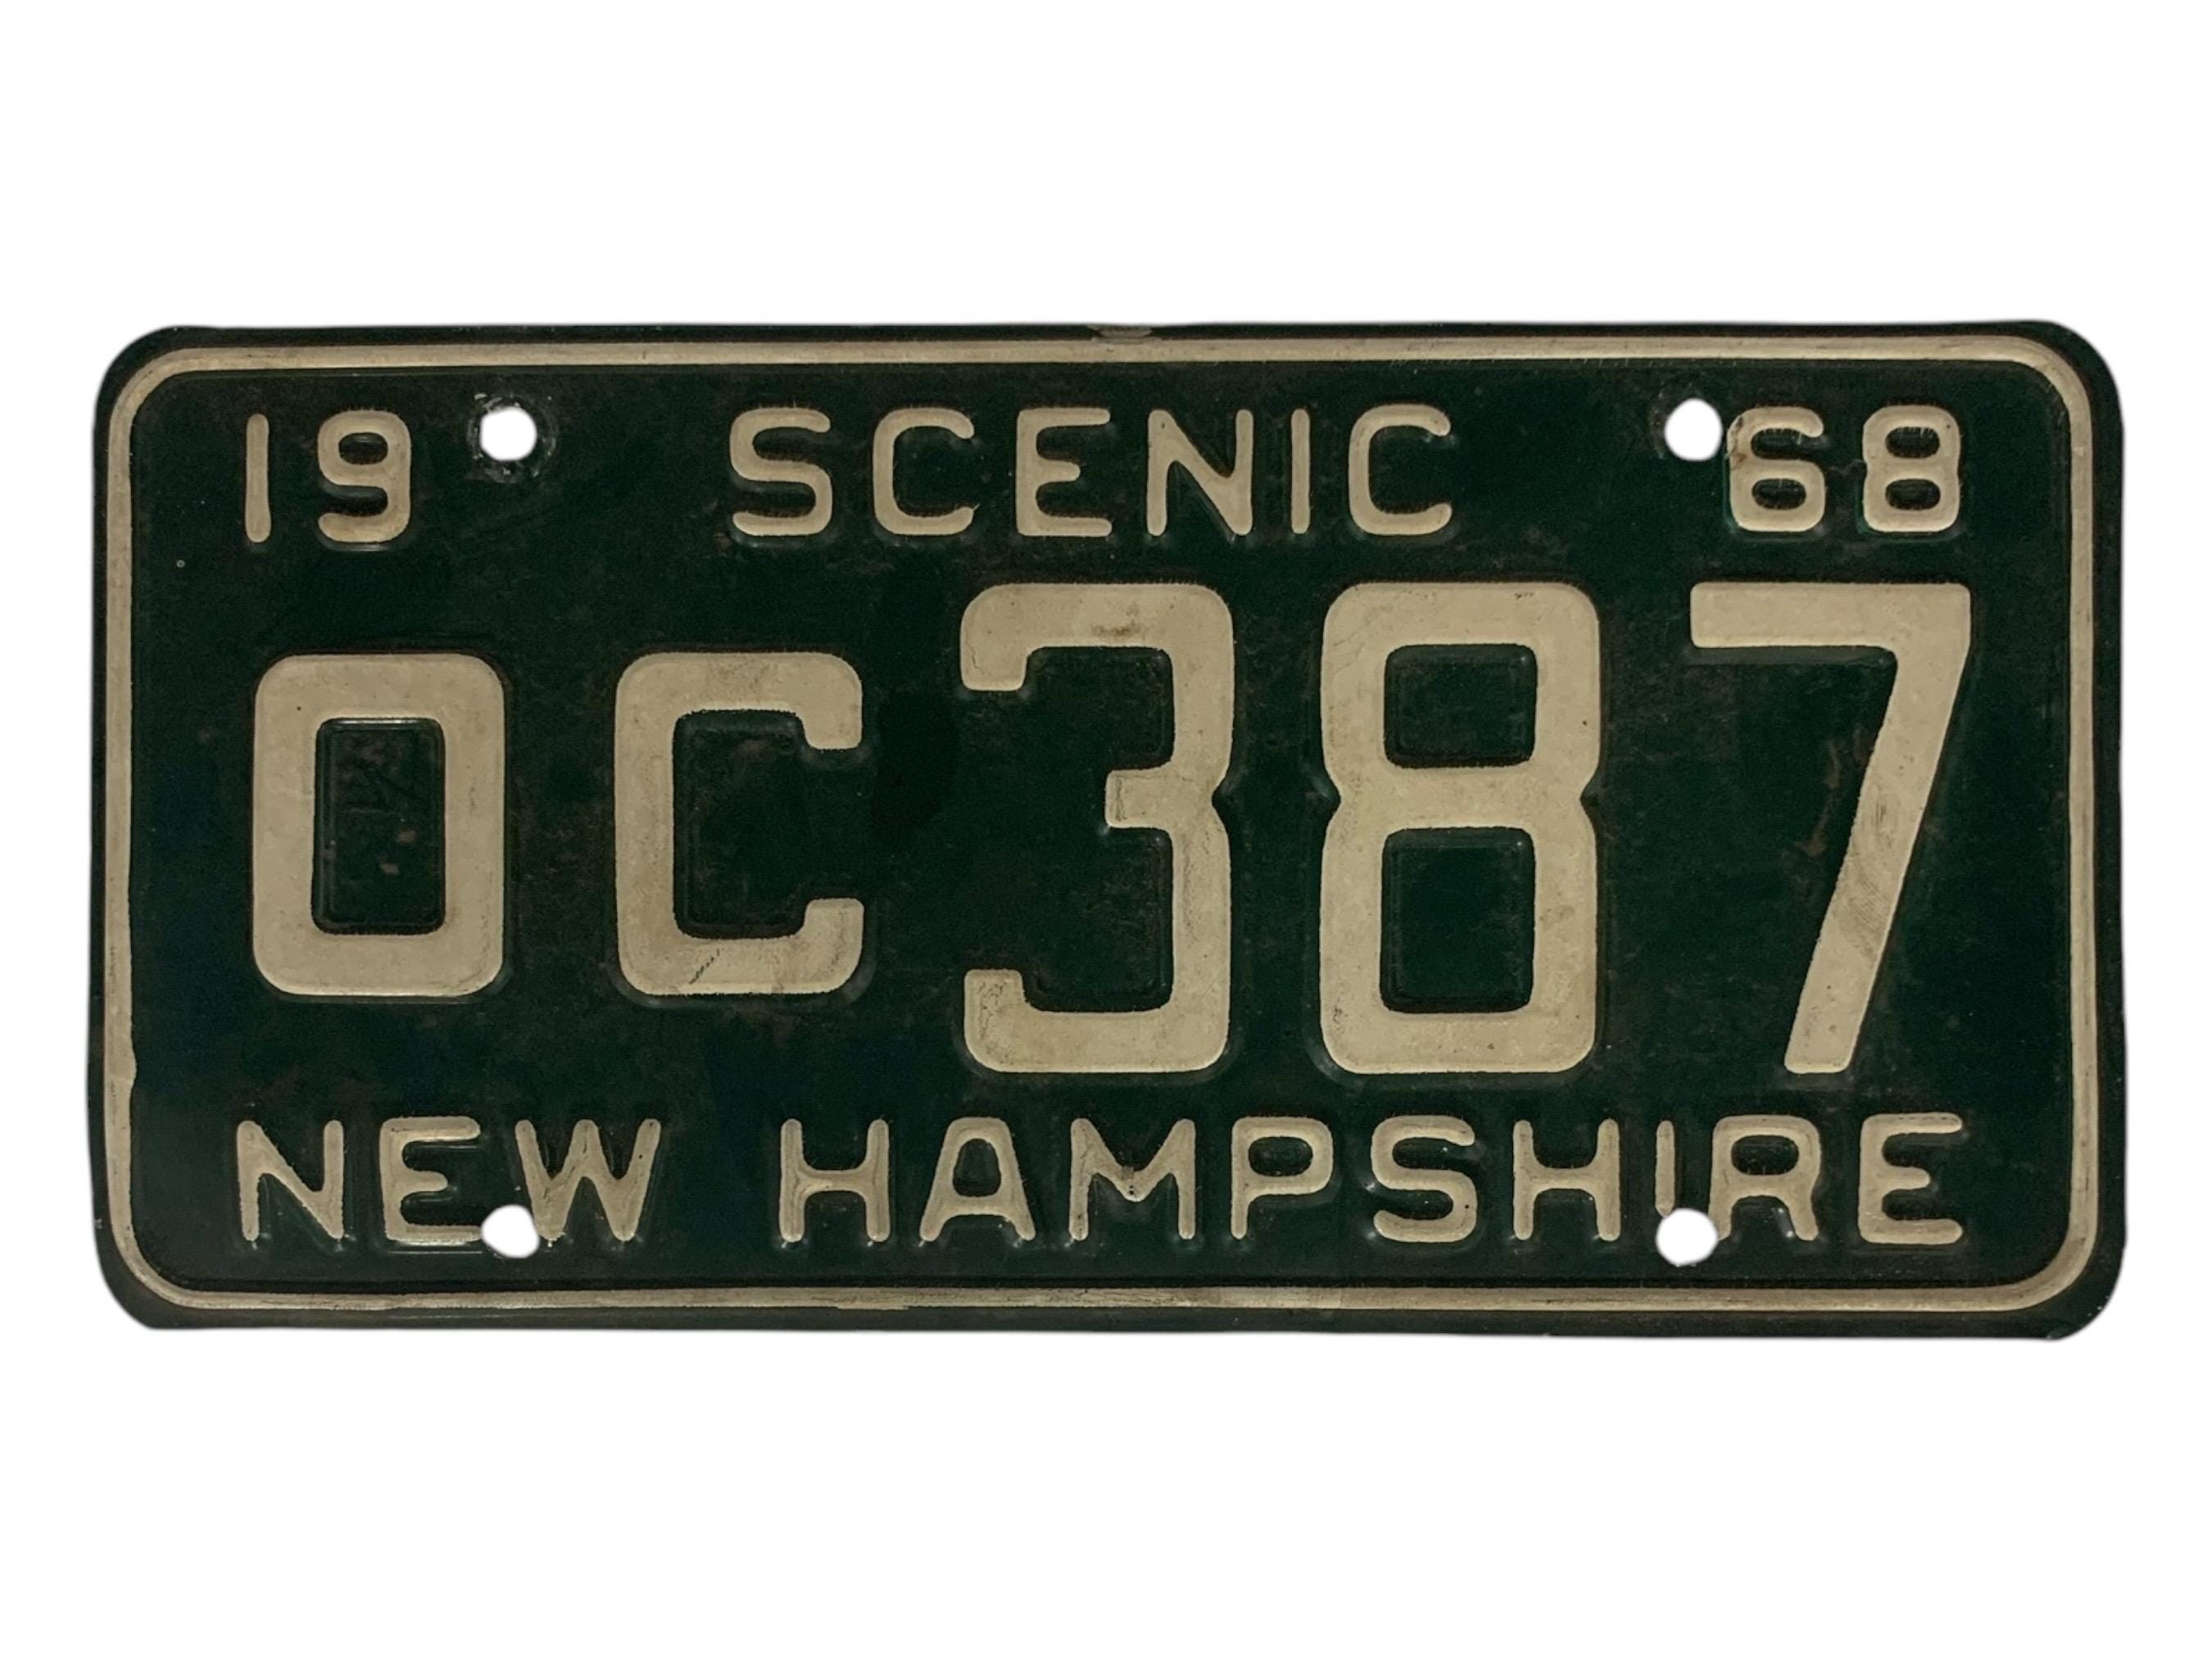 19 SCENIC 68
OC387
NEW HAMPSHIRE